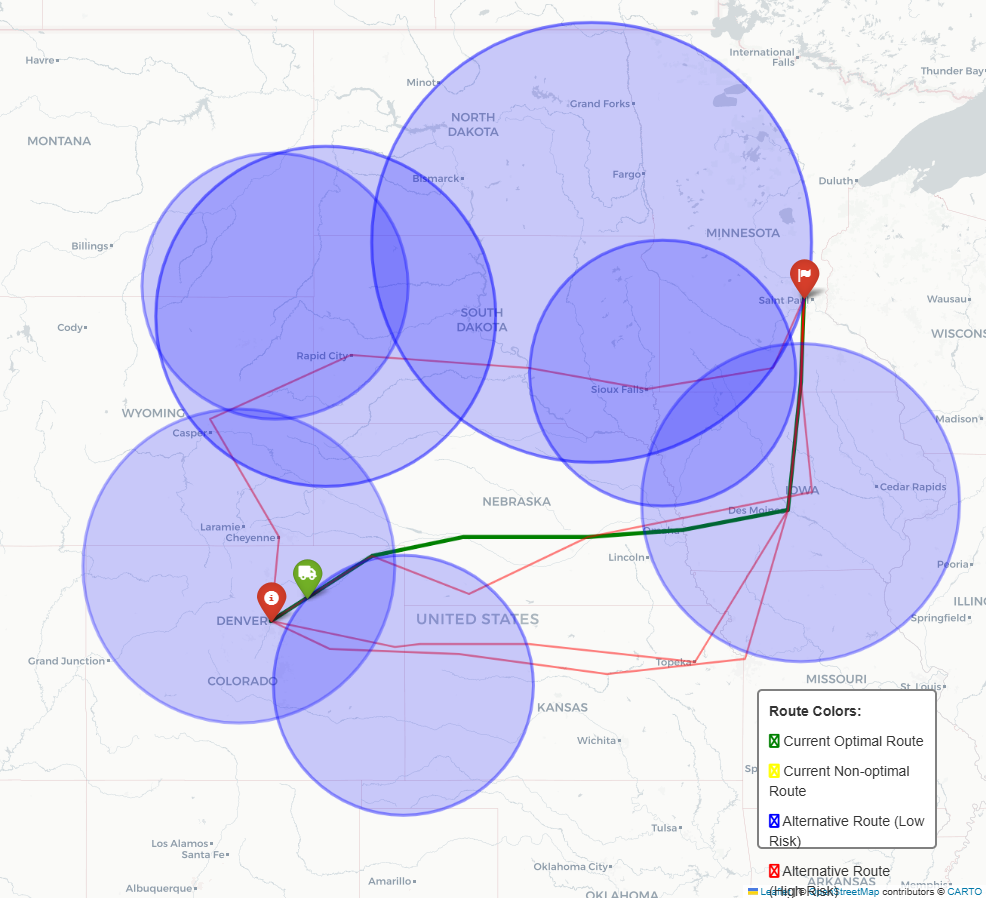 International
Falls
Havre
Thunder Bay
Minot
Grand Forks
NORTH
DAKOTA
MONTANA
Bismarck
Fargo
Duluth
MINNESOTA
Billings
Saint Paul
Wausau
SOUTH
DAKOTA
Cody
WISCONS
Rapid City
Sioux Falls
WYOMING
Madison
Casper
Cedar Rapids
IOWA
NEBRASKA
Des Moines
Laramie
Cheyenne
Omaha
Lincoln
Peoria
ILLINO
DENVER
UNITED STATES
Springfield
Grand Junction
Topeka
COLORADO
MISSOURI
St. Louis
KANSAS
Wichita
Route Colors:
Current Optimal Route
Current Non-optimal
Route
Alternative Route (Low
Risk)
Alternative Route
(High Risk)
Sp
Tulsa
Los Alamos
Santa Fe
Oklahoma City
Amarillo
Albuquerque
OKLAHOMA
ARKANSAS
Memphis
Leaflet | © OpenStreetMap contributors © CARTO